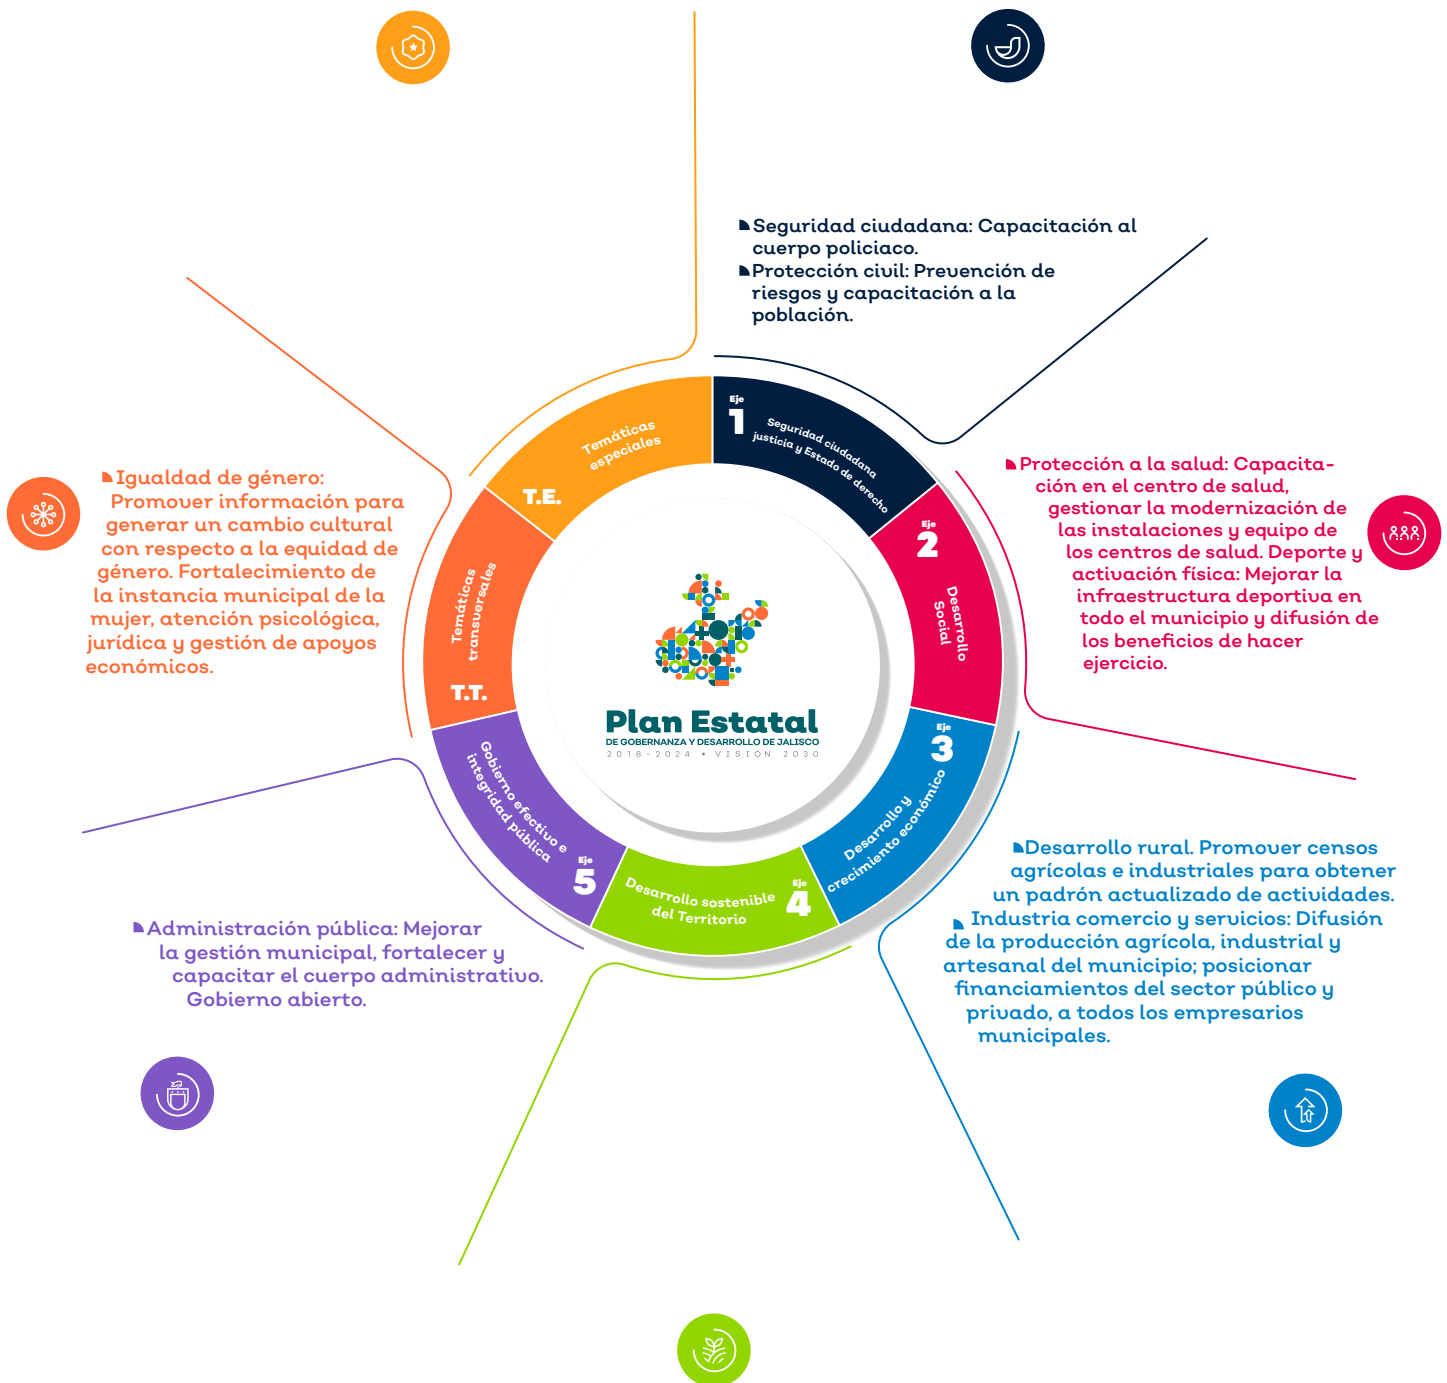 Seguridad ciudadana: Capacitación al
cuerpo policiaco.
Protección civil: Prevención de
riesgos y capacitación a la
población.
Eje
1
Seguridad ciudadana
justicia y Estado de derecho
Temáticas
especiales
T.E.
Protección a la salud: Capacita-
ción en el centro de salud,
gestionar la modernización de
las instalaciones y equipo de
los centros de salud. Deporte y
activación física: Mejorar la
infraestructura deportiva en
todo el municipio y difusión de
los beneficios de hacer
ejercicio.
Eje
2
Desarrollo
Social
Igualdad de género:
Promover información para
generar un cambio cultural
con respecto a la equidad de
género. Fortalecimiento de
la instancia municipal de la
mujer, atención psicológica,
jurídica y gestión de apoyos
económicos.
Temáticas
transversales
T.T.
Plan Estatal
DE GOBERNANZA Y DESARROLLO DE JALISCO
2018-2024 • VISIÓN 2030
Eje
3
Desarrollo y
crecimiento económico
Desarrollo rural. Promover censos
agrícolas e industriales para obtener
un padrón actualizado de actividades.
Industria comercio y servicios: Difusión
de la producción agrícola, industrial y
artesanal del municipio; posicionar
financiamientos del sector público y
privado, a todos los empresarios
municipales.
Eje
4
Desarrollo sostenible
del Territorio
Eje
5
Gobierno efectivo e
integridad pública
Administración pública: Mejorar
la gestión municipal, fortalecer y
capacitar el cuerpo administrativo.
Gobierno abierto.